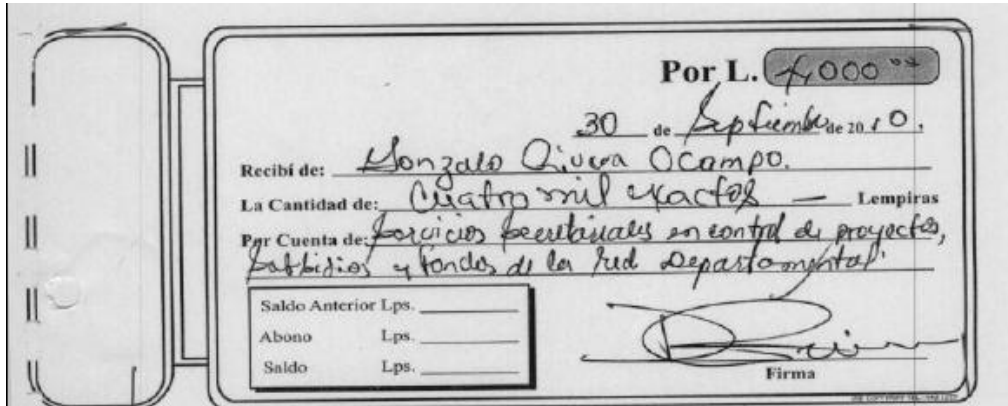 Por L. 4,000 00
30 de Septiembre de 2010.
Recibí de: Gonzalo Rivera Ocampo.
La Cantidad de: Cuatro mil exactos — Lempiras
Por Cuenta de: Servicios secretariales en control de proyectos,
subsidios y fondos de la red Departamental.
Saldo Anterior Lps.
Abono Lps.
Saldo Lps.
Firma